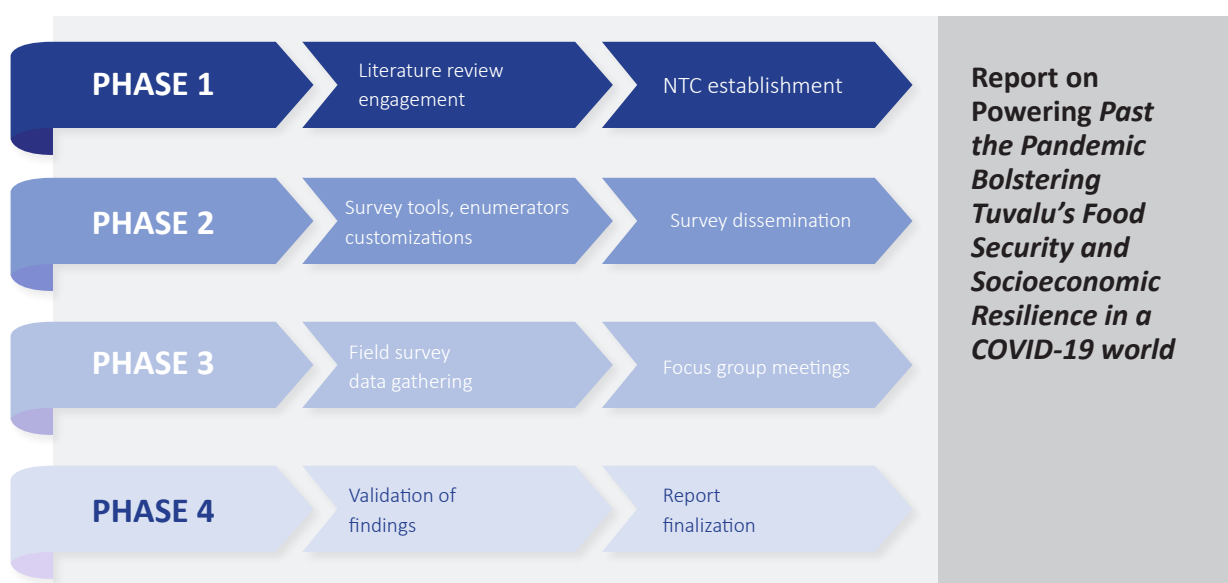 PHASE 1
Literature review
engagement
NTC establishment
PHASE 2
Survey tools, enumerators
customizations
Survey dissemination
PHASE 3
Field survey
data gathering
Focus group meetings
PHASE 4
Validation of
findings
Report
finalization
Report on
Powering Past
the Pandemic
Bolstering
Tuvalu’s Food
Security and
Socioeconomic
Resilience in a
COVID-19 world